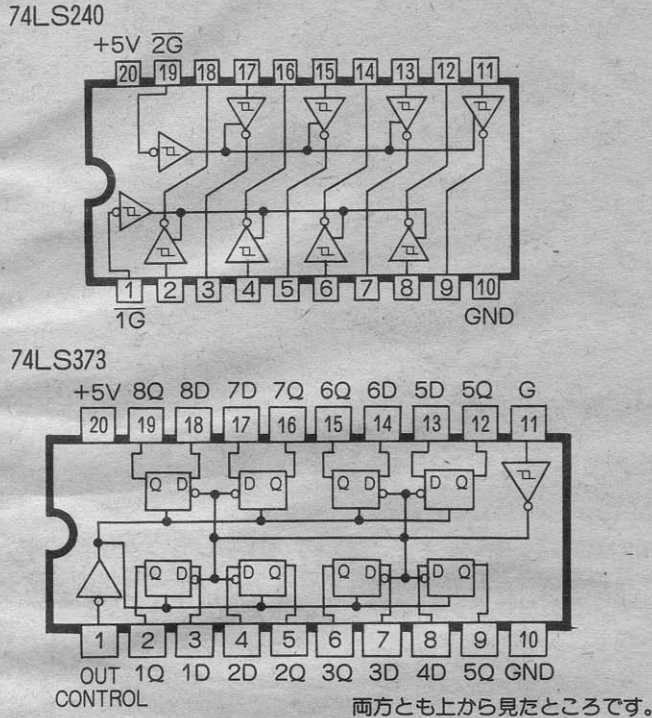 74LS240
+5V 2G
20 19 18 17 16 15 14 13 12 11
1 2 3 4 5 6 7 8 9 10
1G GND
74LS373
+5V 8Q 8D 7D 7Q 6Q 6D 5D 5Q G
20 19 18 17 16 15 14 13 12 11
Q D D Q Q D D Q
Q D D Q Q D D Q
1 2 3 4 5 6 7 8 9 10
OUT 1Q 1D 2D 2Q 3Q 3D 4D 5Q GND
CONTROL
両方とも上から見たところです。